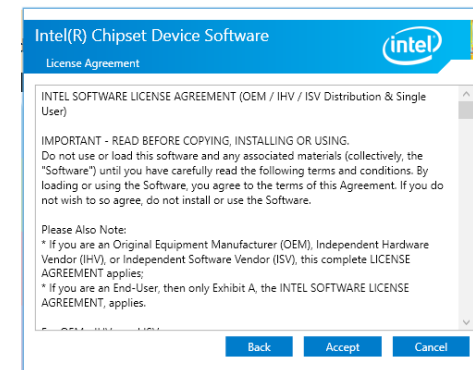 Intel(R) Chipset Device Software
intel
License Agreement
INTEL SOFTWARE LICENSE AGREEMENT (OEM / IHV / ISV Distribution & Single
User)
IMPORTANT - READ BEFORE COPYING, INSTALLING OR USING.
Do not use or load this software and any associated materials (collectively, the
"Software") until you have carefully read the following terms and conditions. By
loading or using the Software, you agree to the terms of this Agreement. If you do
not wish to so agree, do not install or use the Software.
Please Also Note:
* If you are an Original Equipment Manufacturer (OEM), Independent Hardware
Vendor (IHV), or Independent Software Vendor (ISV), this complete LICENSE
AGREEMENT applies;
* If you are an End-User, then only Exhibit A, the INTEL SOFTWARE LICENSE
AGREEMENT, applies.
Back Accept Cancel